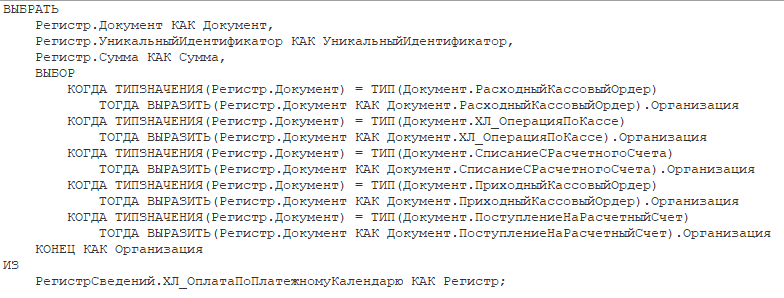 ВЫБРАТЬ
Регистр.Документ КАК Документ,
Регистр.УникальныйИдентификатор КАК УникальныйИдентификатор,
Регистр.Сумма КАК Сумма,
ВЫБОР
КОГДА ТИПЗНАЧЕНИЯ(Регистр.Документ) = ТИП(Документ.РасходныйКассовыйОрдер)
ТОГДА ВЫРАЗИТЬ(Регистр.Документ КАК Документ.РасходныйКассовыйОрдер).Организация
КОГДА ТИПЗНАЧЕНИЯ(Регистр.Документ) = ТИП(Документ.ХЛ_ОперацияПоКассе)
ТОГДА ВЫРАЗИТЬ(Регистр.Документ КАК Документ.ХЛ_ОперацияПоКассе).Организация
КОГДА ТИПЗНАЧЕНИЯ(Регистр.Документ) = ТИП(Документ.СписаниеСРасчетногоСчета)
ТОГДА ВЫРАЗИТЬ(Регистр.Документ КАК Документ.СписаниеСРасчетногоСчета).Организация
КОГДА ТИПЗНАЧЕНИЯ(Регистр.Документ) = ТИП(Документ.ПриходныйКассовыйОрдер)
ТОГДА ВЫРАЗИТЬ(Регистр.Документ КАК Документ.ПриходныйКассовыйОрдер).Организация
КОГДА ТИПЗНАЧЕНИЯ(Регистр.Документ) = ТИП(Документ.ПоступлениеНаРасчетныйСчет)
ТОГДА ВЫРАЗИТЬ(Регистр.Документ КАК Документ.ПоступлениеНаРасчетныйСчет).Организация
КОНЕЦ КАК Организация
ИЗ
РегистрСведений.ХЛ_ОплатаПоПлатежномуКалендарю КАК Регистр;